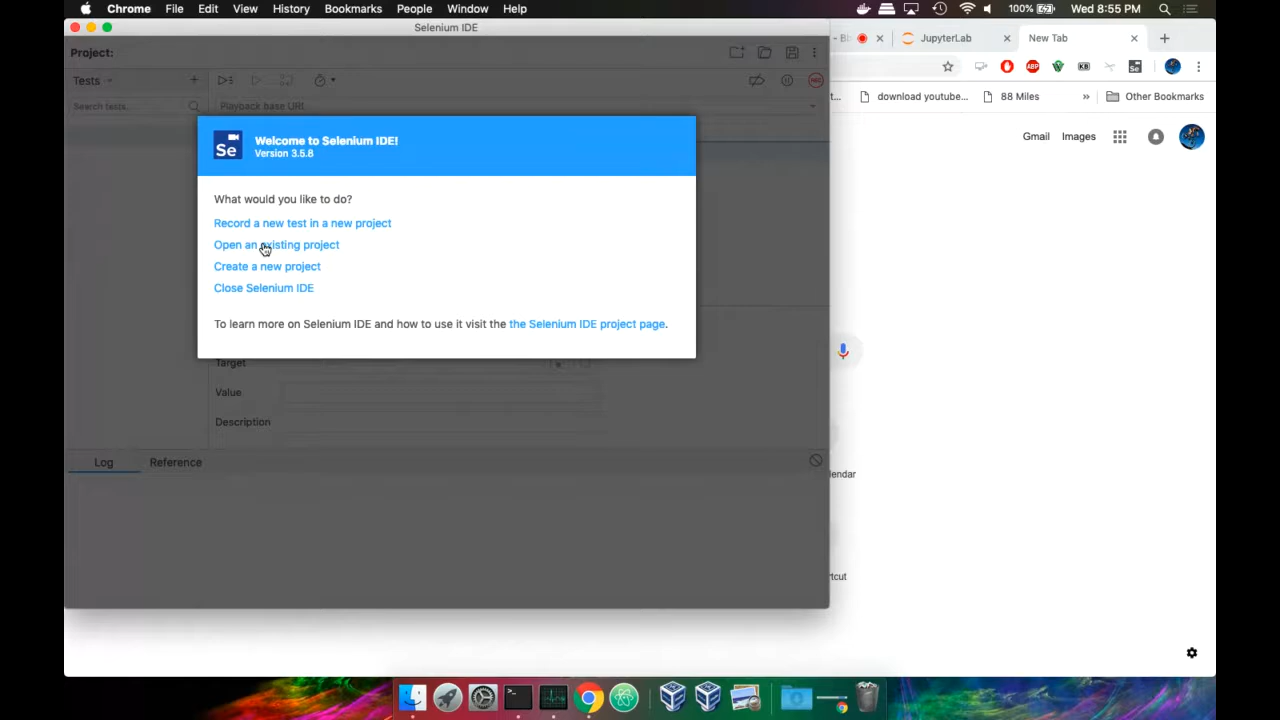 Chrome File Edit View History Bookmarks People Window Help 100% Wed 8:55 PM
Selenium IDE
JupyterLab New Tab
Project:
Tests
Playback base URL
Search tests...
ABP KB Se
download youtube... 88 Miles » Other Bookmarks
Gmail Images
Se
Welcome to Selenium IDE!
Version 3.5.8
What would you like to do?
Record a new test in a new project
Open an existing project
Create a new project
Close Selenium IDE
To learn more on Selenium IDE and how to use it visit the the Selenium IDE project page.
Target
Value
Description
Log Reference
lendar
rtcut